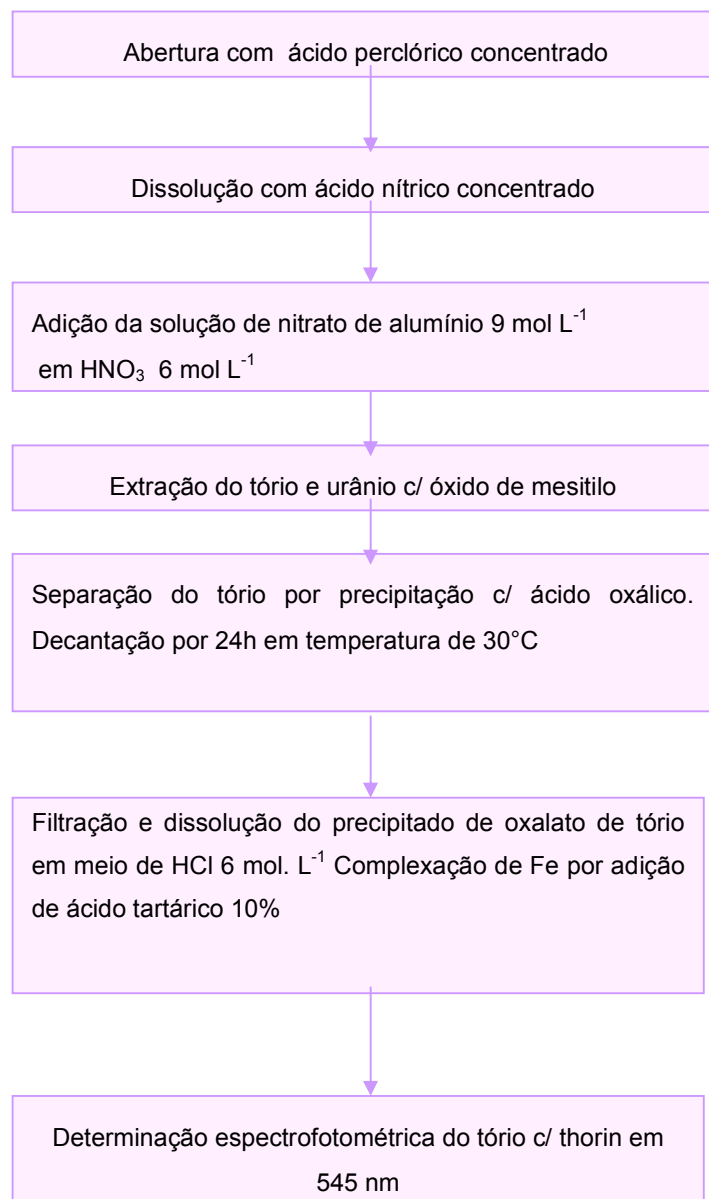 Abertura com ácido perclórico concentrado
Dissolução com ácido nítrico concentrado
Adição da solução de nitrato de alumínio 9 mol L⁻¹
em HNO₃ 6 mol L⁻¹
Extração do tório e urânio c/ óxido de mesitilo
Separação do tório por precipitação c/ ácido oxálico.
Decantação por 24h em temperatura de 30°C
Filtração e dissolução do precipitado de oxalato de tório
em meio de HCl 6 mol. L⁻¹ Complexação de Fe por adição
de ácido tartárico 10%
Determinação espectrofotométrica do tório c/ thorin em
545 nm